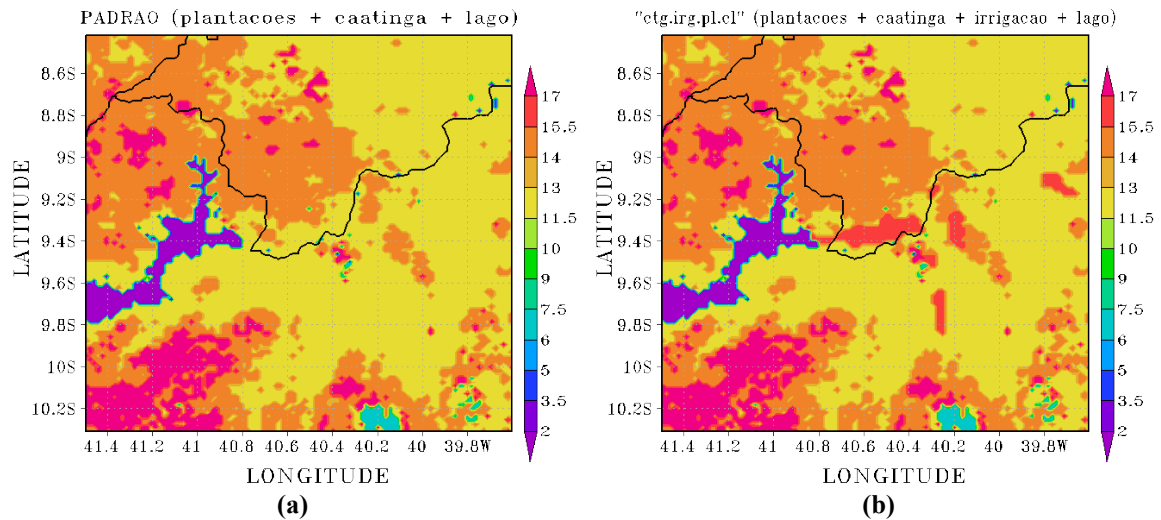 PADRAO (plantacoes + caatinga + lago)
LATITUDE
8.6S
8.8S
9S
9.2S
9.4S
9.6S
9.8S
10S
10.2S
41.4
41.2
41
40.8
40.6
40.4
40.2
40
39.8W
LONGITUDE
17
15.5
14
13
11.5
10
9
7.5
6
5
3.5
2
(a)
"ctg.irg.pl.cl" (plantacoes + caatinga + irrigacao + lago)
LATITUDE
8.6S
8.8S
9S
9.2S
9.4S
9.6S
9.8S
10S
10.2S
41.4
41.2
41
40.8
40.6
40.4
40.2
40
39.8W
LONGITUDE
17
15.5
14
13
11.5
10
9
7.5
6
5
3.5
2
(b)